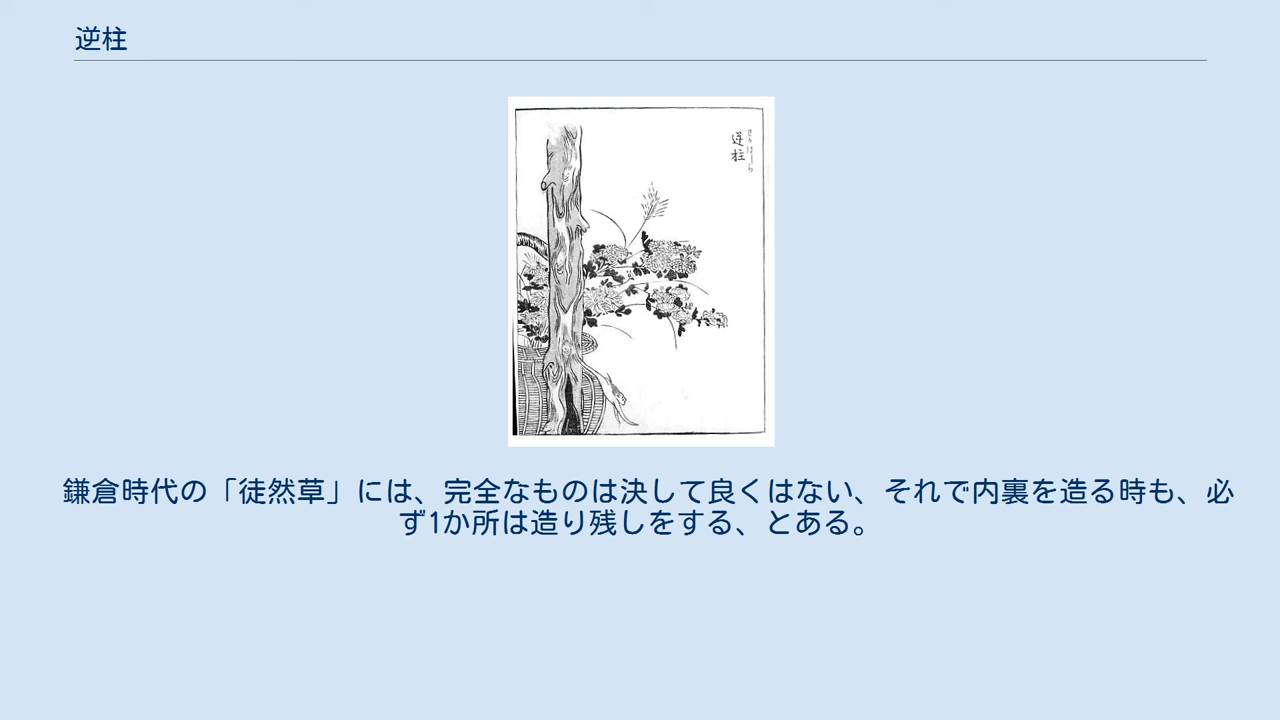 逆柱
逆柱
さかばしら
鎌倉時代の「徒然草」には、完全なものは決して良くはない、それで内裏を造る時も、必
ず1か所は造り残しをする、とある。